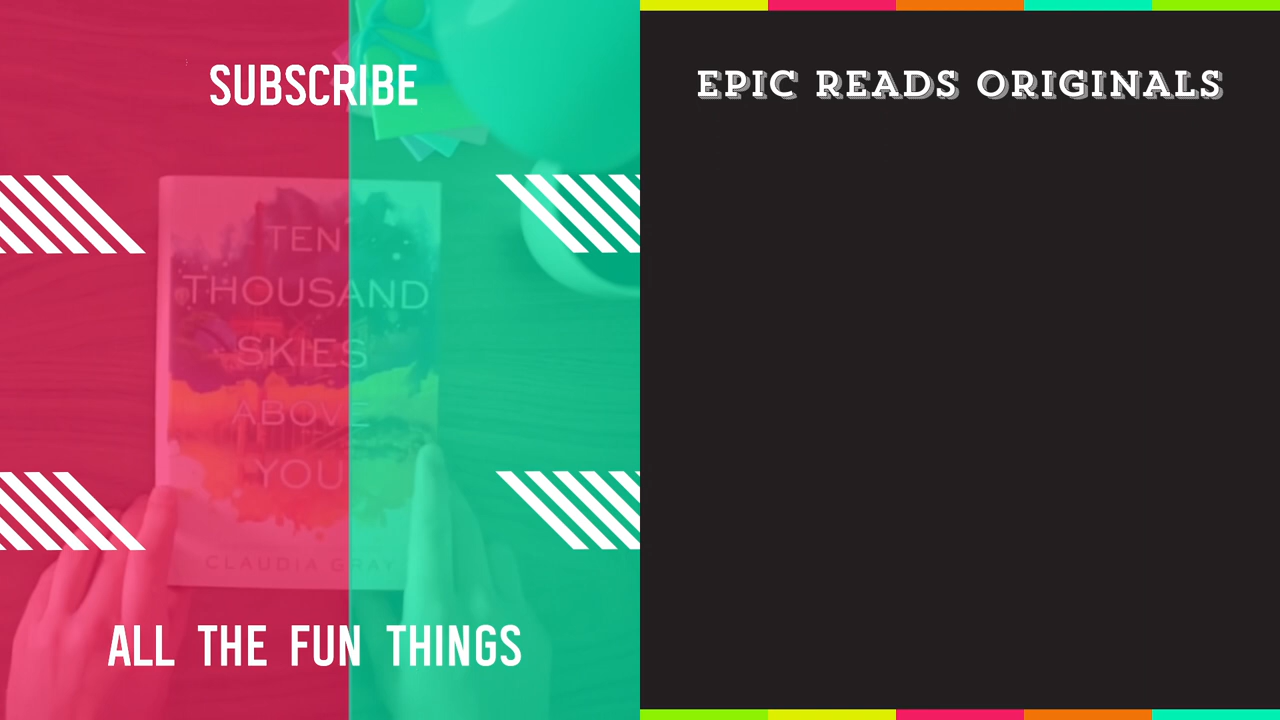 SUBSCRIBE
TEN
THOUSAND
SKIES
ABOVE
YOU
CLAUDIA GRAY
ALL THE FUN THINGS
EPIC READS ORIGINALS